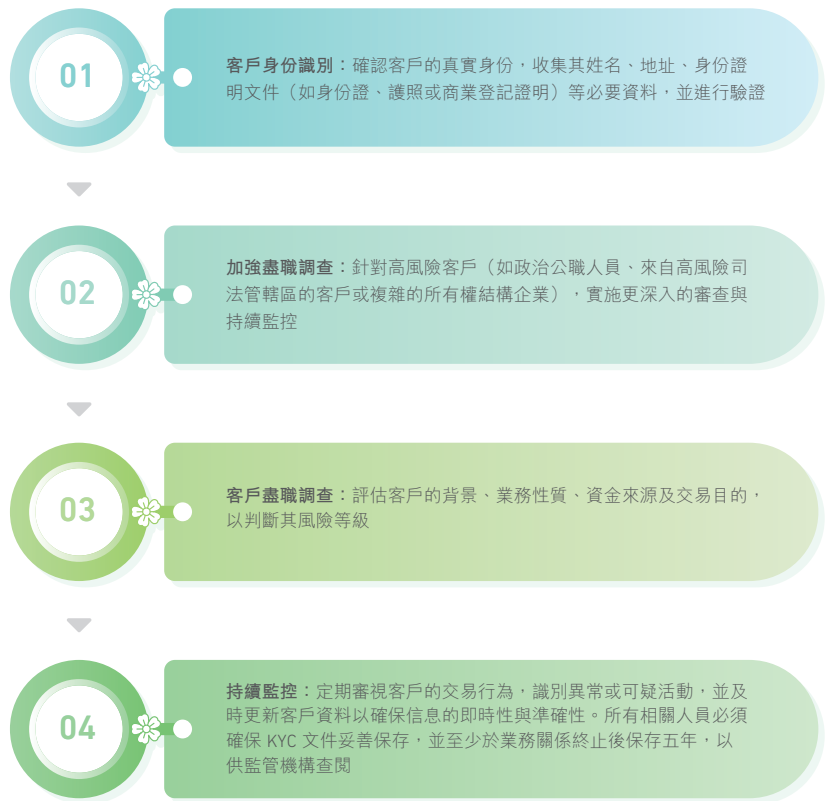 01
客戶身份識別：確認客戶的真實身份，收集其姓名、地址、身份證
明文件（如身份證、護照或商業登記證明）等必要資料，並進行驗證
02
加強盡職調查：針對高風險客戶（如政治公職人員、來自高風險司
法管轄區的客戶或複雜的所有權結構企業），實施更深入的審查與
持續監控
03
客戶盡職調查：評估客戶的背景、業務性質、資金來源及交易目的，
以判斷其風險等級
04
持續監控：定期審視客戶的交易行為，識別異常或可疑活動，並及
時更新客戶資料以確保信息的即時性與準確性。所有相關人員必須
確保 KYC 文件妥善保存，並至少於業務關係終止後保存五年，以
供監管機構查閱